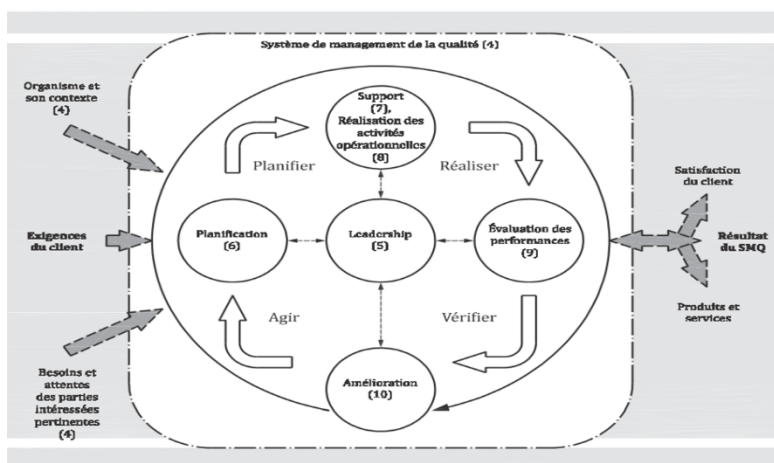 Système de management de la qualité (4)
Organisme et
son contexte
(4)
Support
(7),
Réalisation des
activités
opérationnelles
(8)
Planifier
Réaliser
Satisfaction
du client
Exigences
du client
Planification
(6)
Leadership
(5)
Évaluation des
performances
(9)
Résultat
du SMQ
Agir
Vérifier
Produits et
services
Besoins et
attentes
des parties
intéressées
pertinentes
(4)
Amélioration
(10)